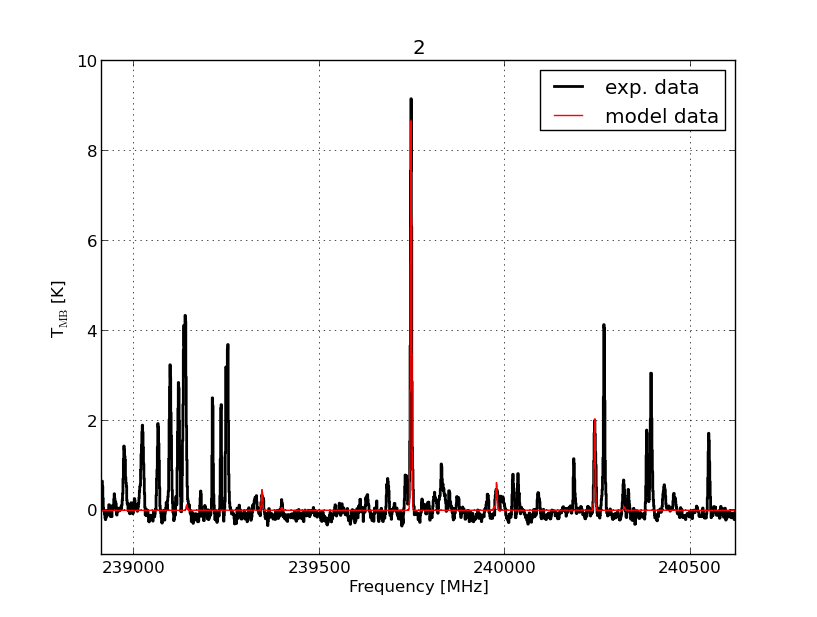 2
10
8
6
4
2
0
T_MB [K]
exp. data
model data
239000
239500
240000
240500
Frequency [MHz]